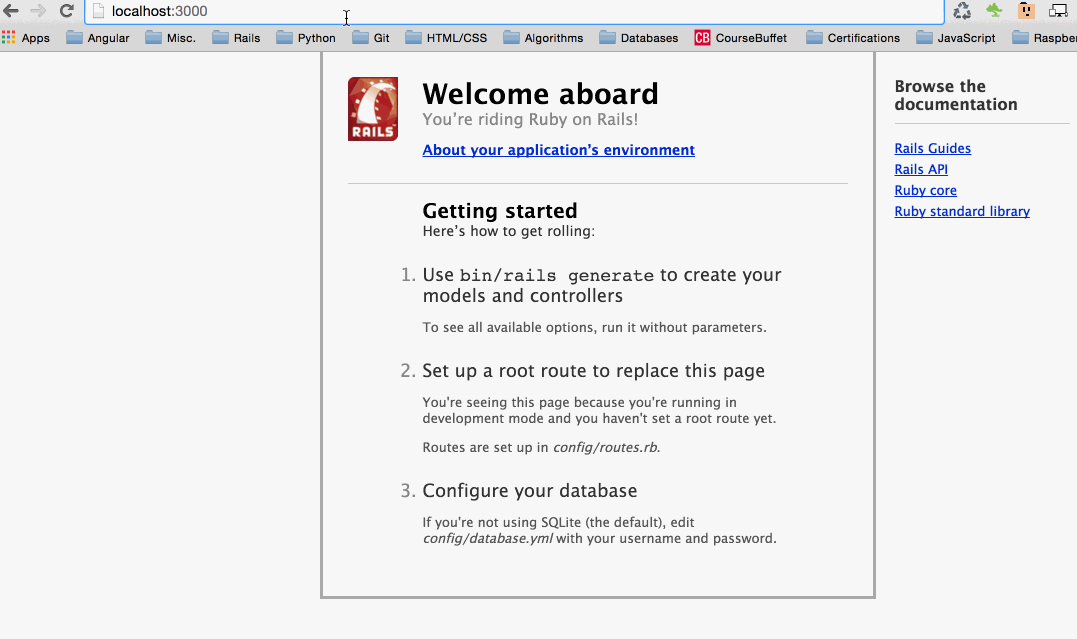 localhost:3000
Apps Angular Misc. Rails Python Git HTML/CSS Algorithms Databases CB CourseBuffet Certifications JavaScript Raspber
RAILS
Welcome aboard
You’re riding Ruby on Rails!
About your application’s environment
Getting started
Here’s how to get rolling:
1. Use bin/rails generate to create your
models and controllers
To see all available options, run it without parameters.
2. Set up a root route to replace this page
You're seeing this page because you're running in
development mode and you haven't set a root route yet.
Routes are set up in config/routes.rb.
3. Configure your database
If you're not using SQLite (the default), edit
config/database.yml with your username and password.
Browse the
documentation
Rails Guides
Rails API
Ruby core
Ruby standard library